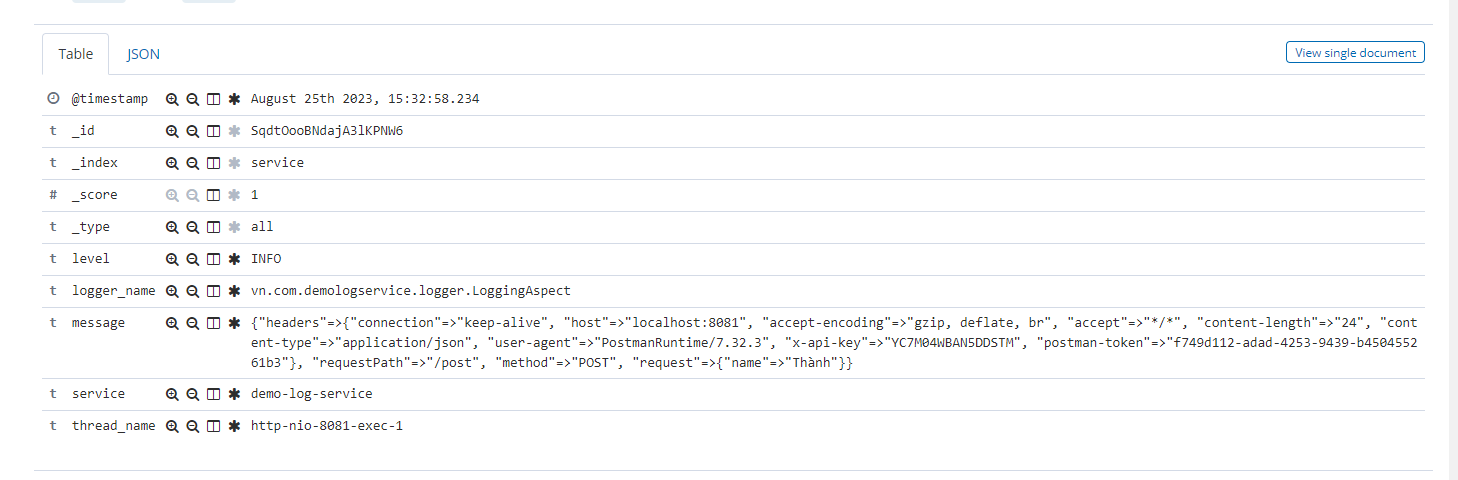 Table JSON View single document
@timestamp August 25th 2023, 15:32:58.234
t _id SqdtOooBNdajA3lKPNW6
t _index service
# _score 1
t _type all
t level INFO
t logger_name vn.com.demologservice.logger.LoggingAspect
t message {"headers"=>{"connection"=>"keep-alive", "host"=>"localhost:8081", "accept-encoding"=>"gzip, deflate, br", "accept"=>"*/*", "content-length"=>"24", "cont
ent-type"=>"application/json", "user-agent"=>"PostmanRuntime/7.32.3", "x-api-key"=>"YC7M04WBAN5DDSTM", "postman-token"=>"f749d112-adad-4253-9439-b4504552
61b3"}, "requestPath"=>"/post", "method"=>"POST", "request"=>{"name"=>"Thành"}}
t service demo-log-service
t thread_name http-nio-8081-exec-1